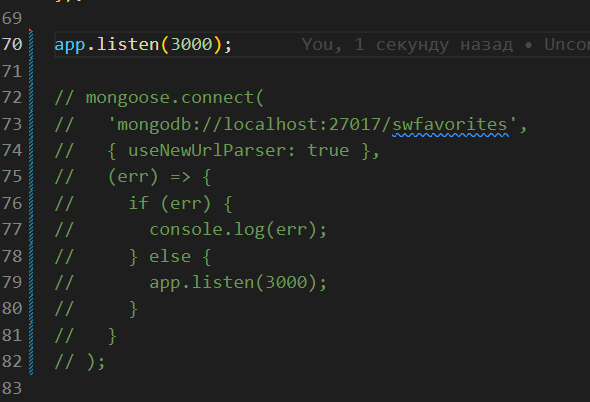 69
70 app.listen(3000); You, 1 секунду назад • Uncon
71
72 // mongoose.connect(
73 //   'mongodb://localhost:27017/swfavorites',
74 //   { useNewUrlParser: true },
75 //   (err) => {
76 //     if (err) {
77 //       console.log(err);
78 //     } else {
79 //       app.listen(3000);
80 //     }
81 //   }
82 // );
83